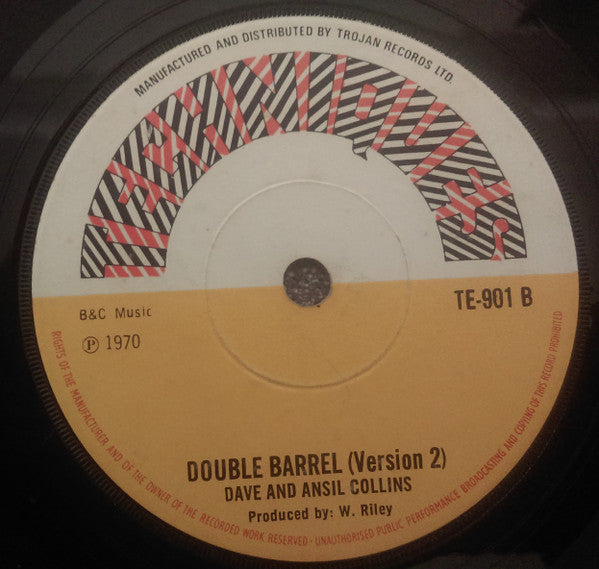 MANUFACTURED AND DISTRIBUTED BY TROJAN RECORDS LTD.
TECHNIQUES
B&C Music
TE-901 B
Ⓟ 1970
DOUBLE BARREL (Version 2)
DAVE AND ANSIL COLLINS
Produced by: W. Riley
RIGHTS OF THE MANUFACTURER AND OF THE OWNER OF THE RECORDED WORK RESERVED · UNAUTHORISED PUBLIC PERFORMANCE BROADCASTING AND COPYING OF THIS RECORD PROHIBITED